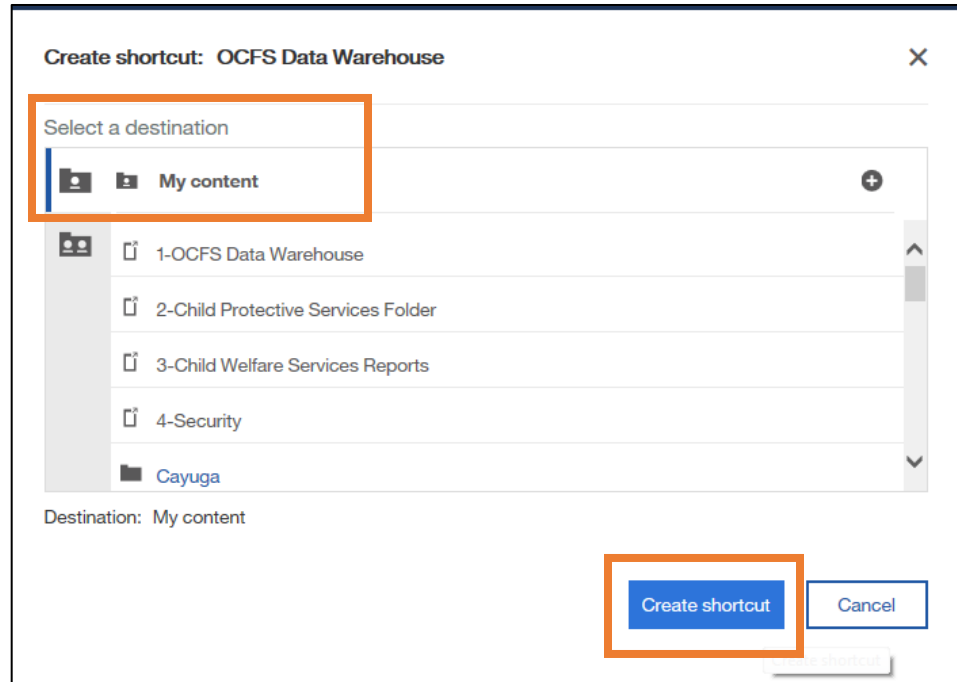 Create shortcut: OCFS Data Warehouse
Select a destination
My content
1-OCFS Data Warehouse
2-Child Protective Services Folder
3-Child Welfare Services Reports
4-Security
Cayuga
Destination: My content
Create shortcut
Cancel
Create shortcut